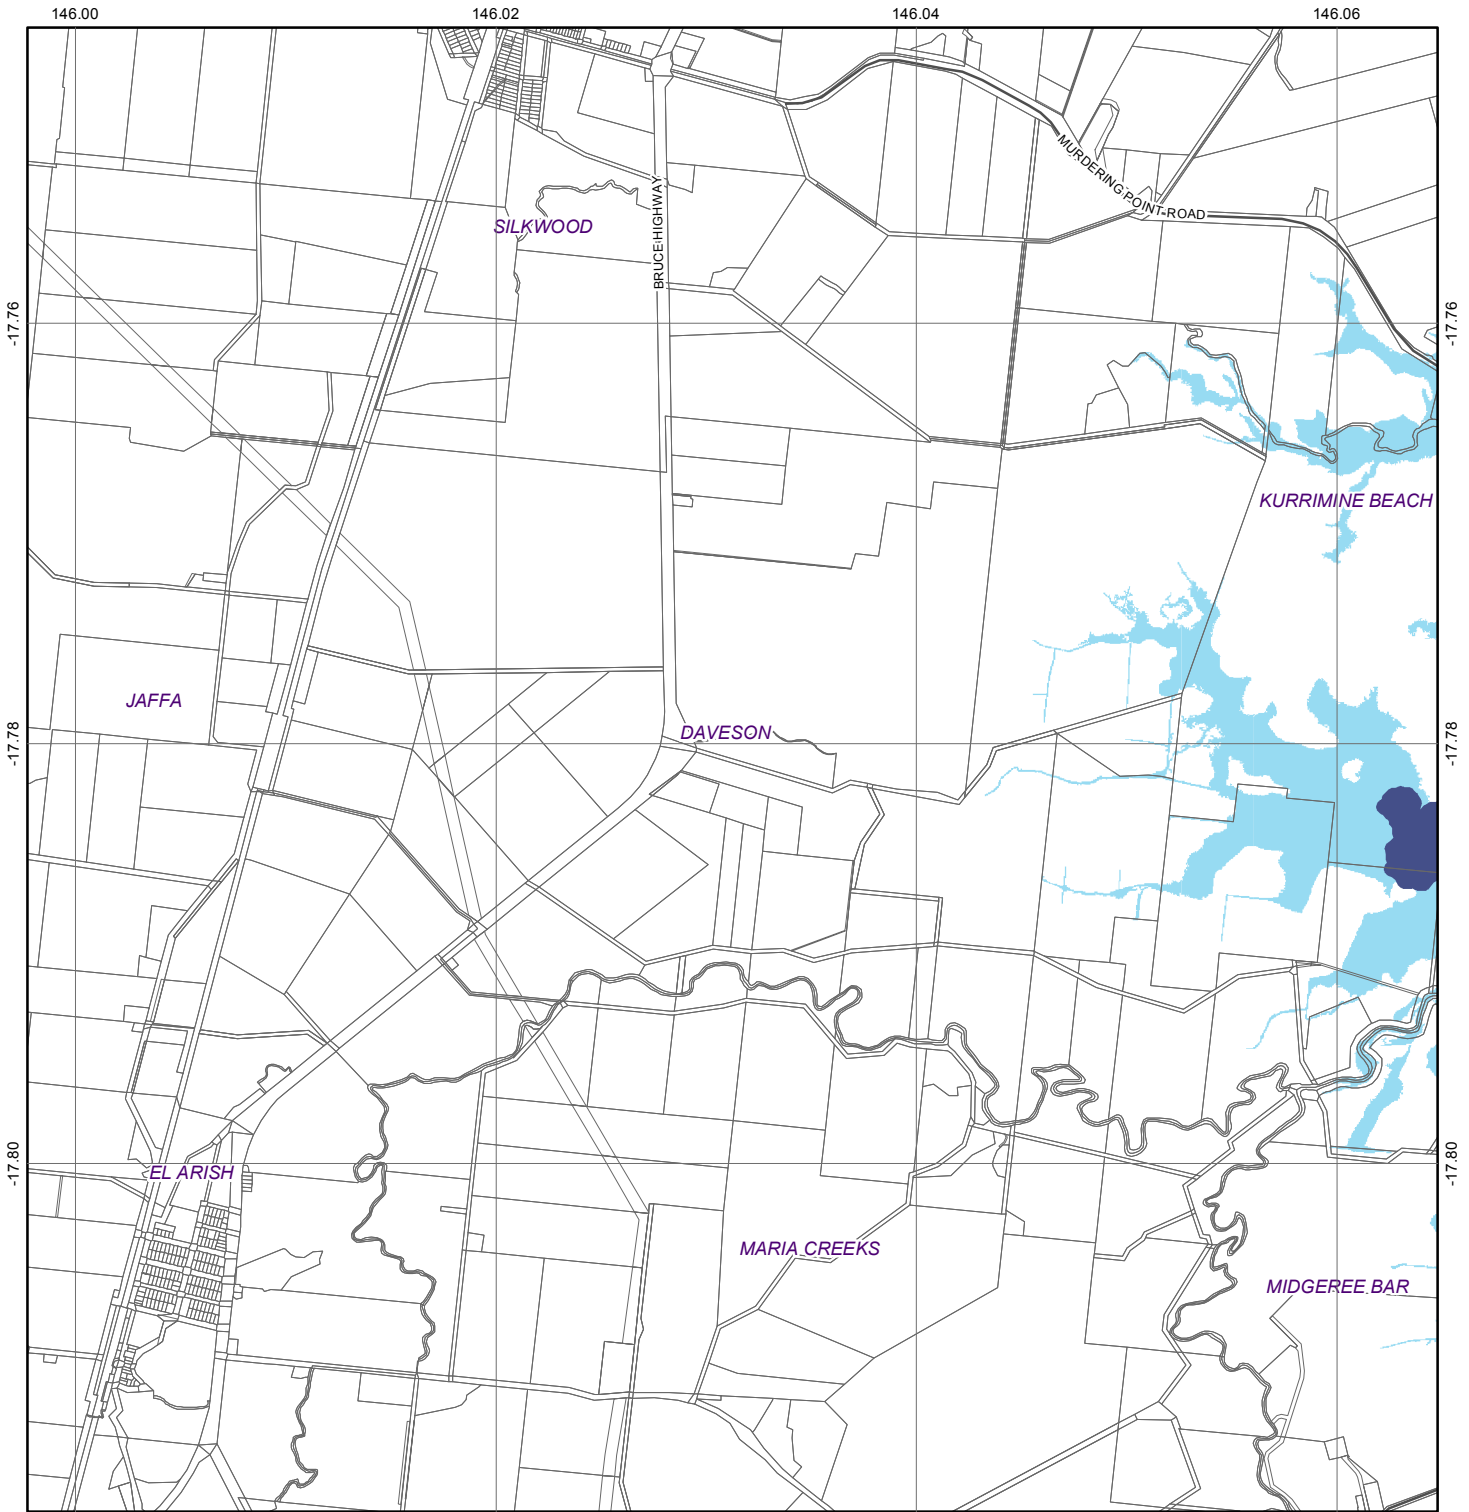 146.00
146.02
146.04
146.06
MURDERING POINT ROAD
BRUCE HIGHWAY
SILKWOOD
-17.76
-17.76
KURRIMINE BEACH
JAFFA
DAVESON
-17.78
-17.78
-17.80
-17.80
EL ARISH
MARIA CREEKS
MIDGEREE BAR